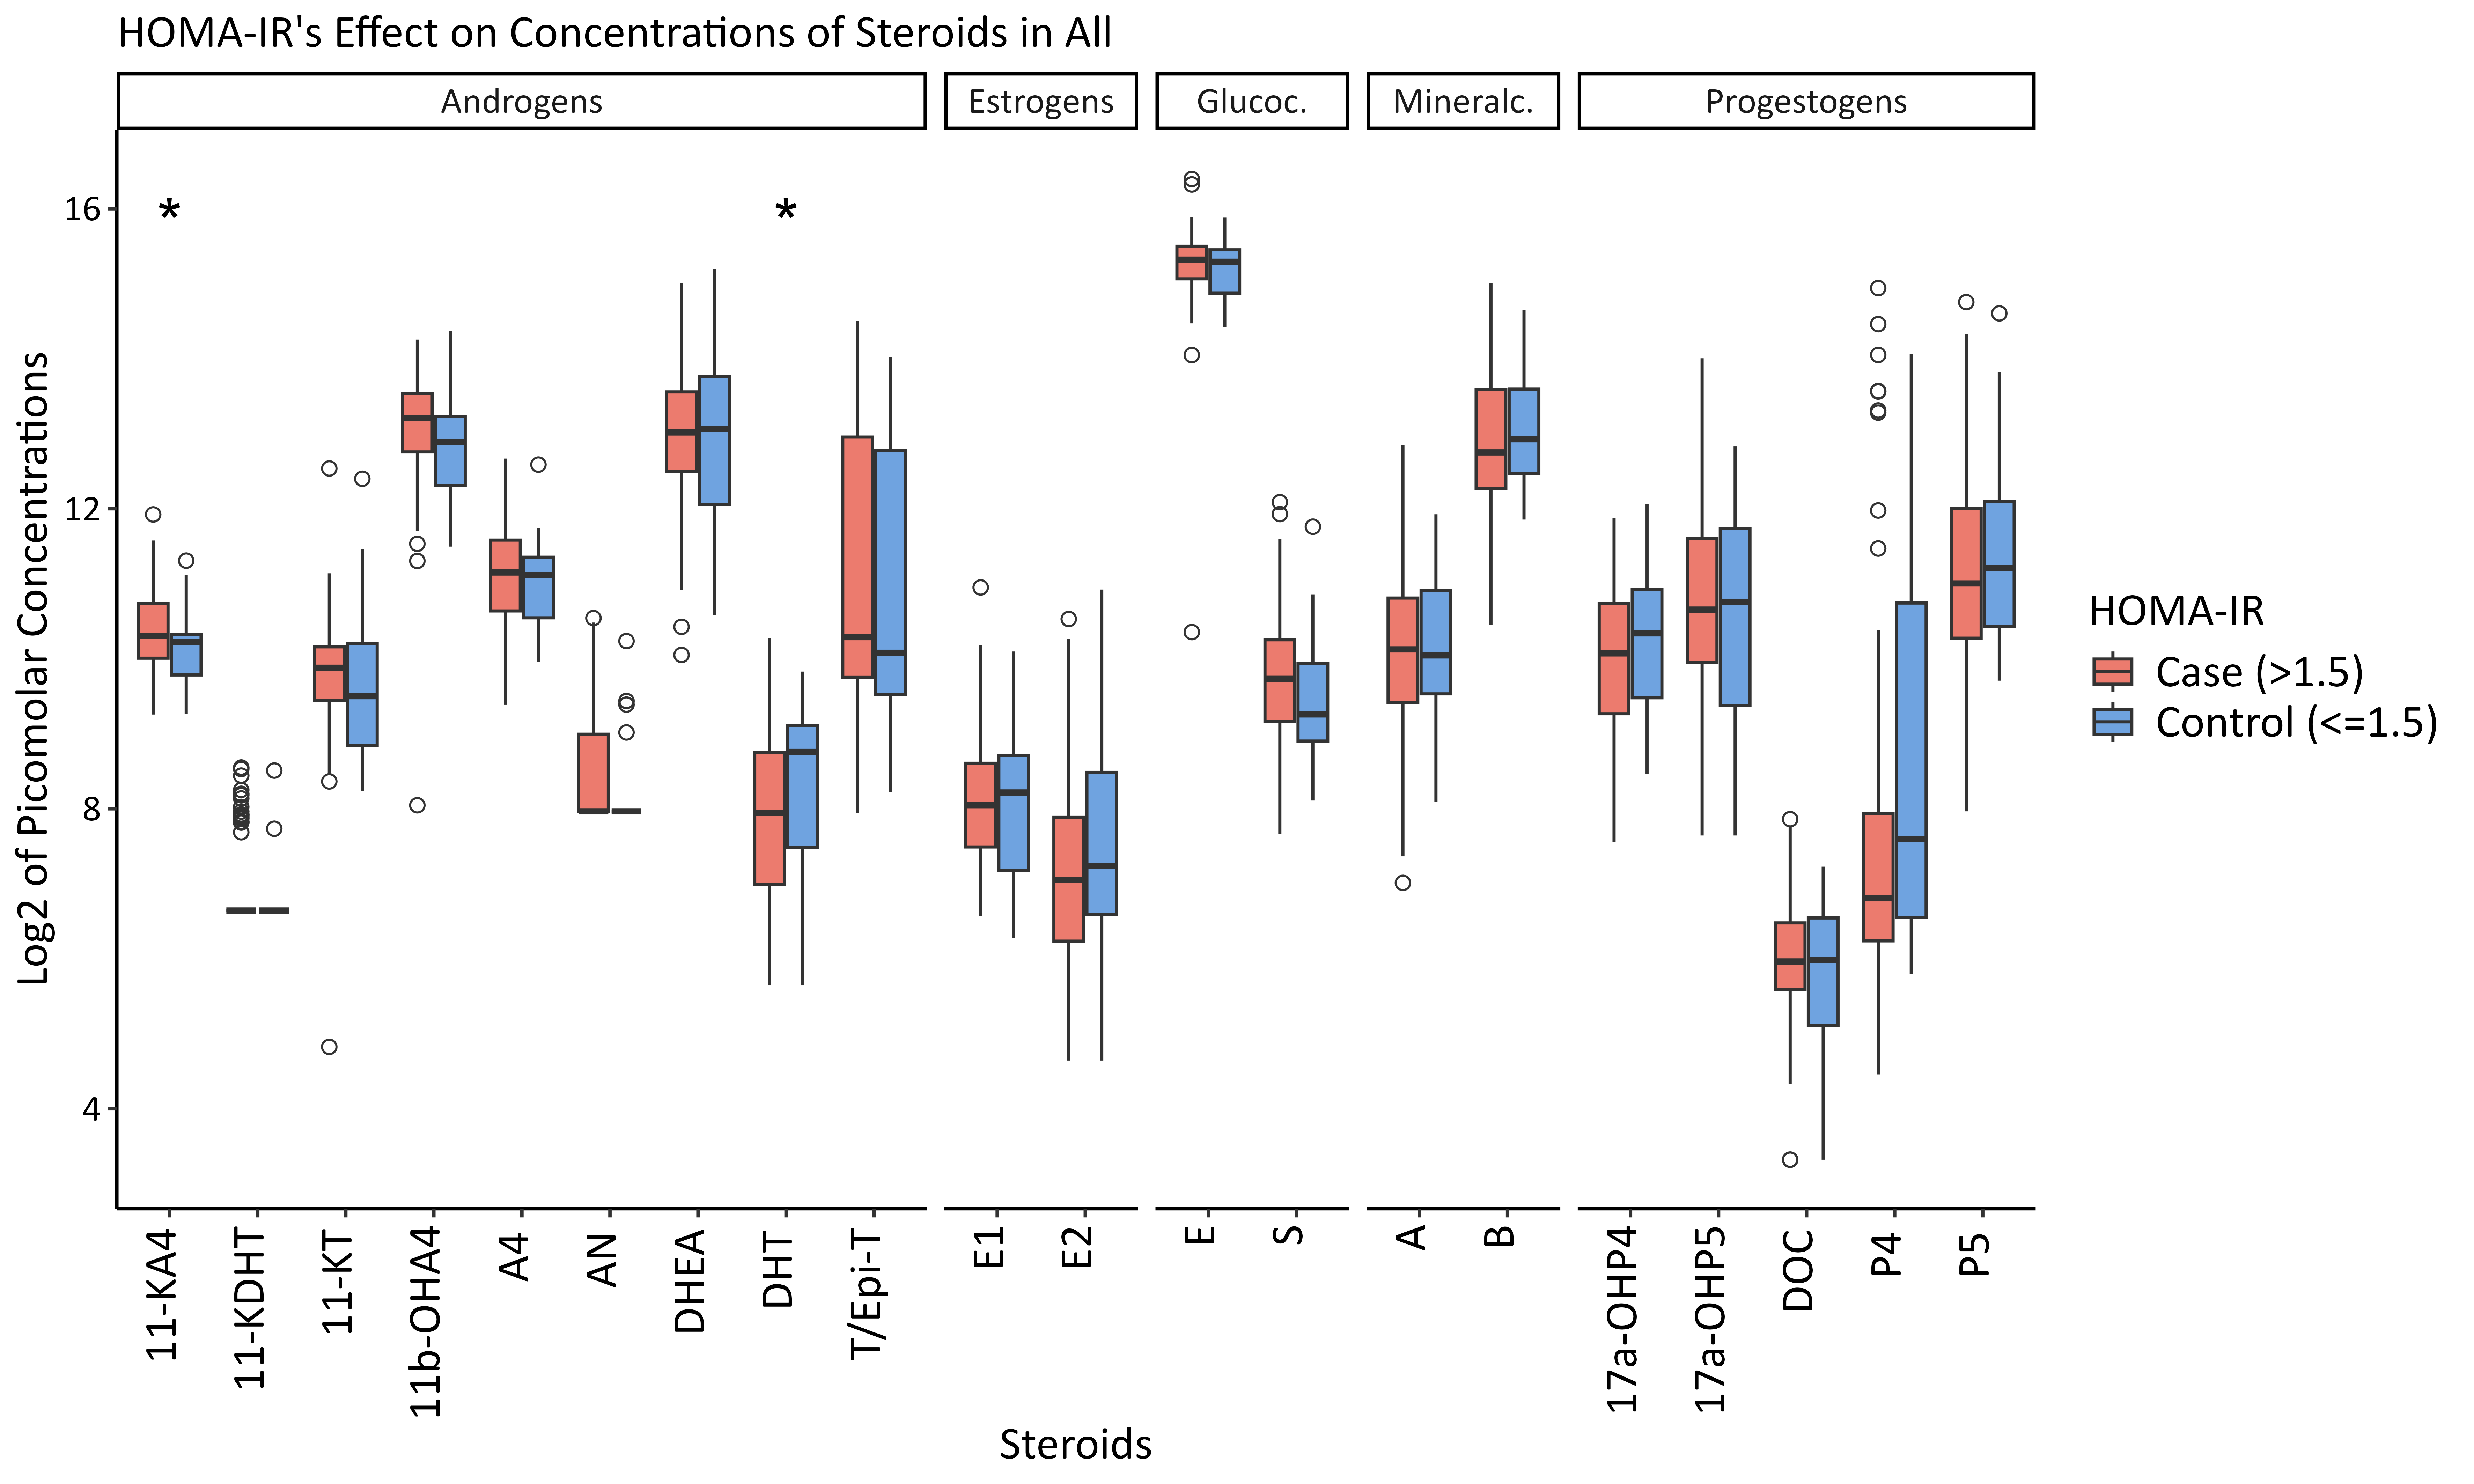 HOMA-IR's Effect on Concentrations of Steroids in All
Androgens
Estrogens
Glucoc.
Mineralc.
Progestogens
Log2 of Picomolar Concentrations
16
12
8
4
*
*
11-KA4
11-KDHT
11-KT
11b-OHA4
A4
AN
DHEA
DHT
T/Epi-T
E1
E2
E
S
A
B
17a-OHP4
17a-OHP5
DOC
P4
P5
Steroids
HOMA-IR
Case (>1.5)
Control (<=1.5)